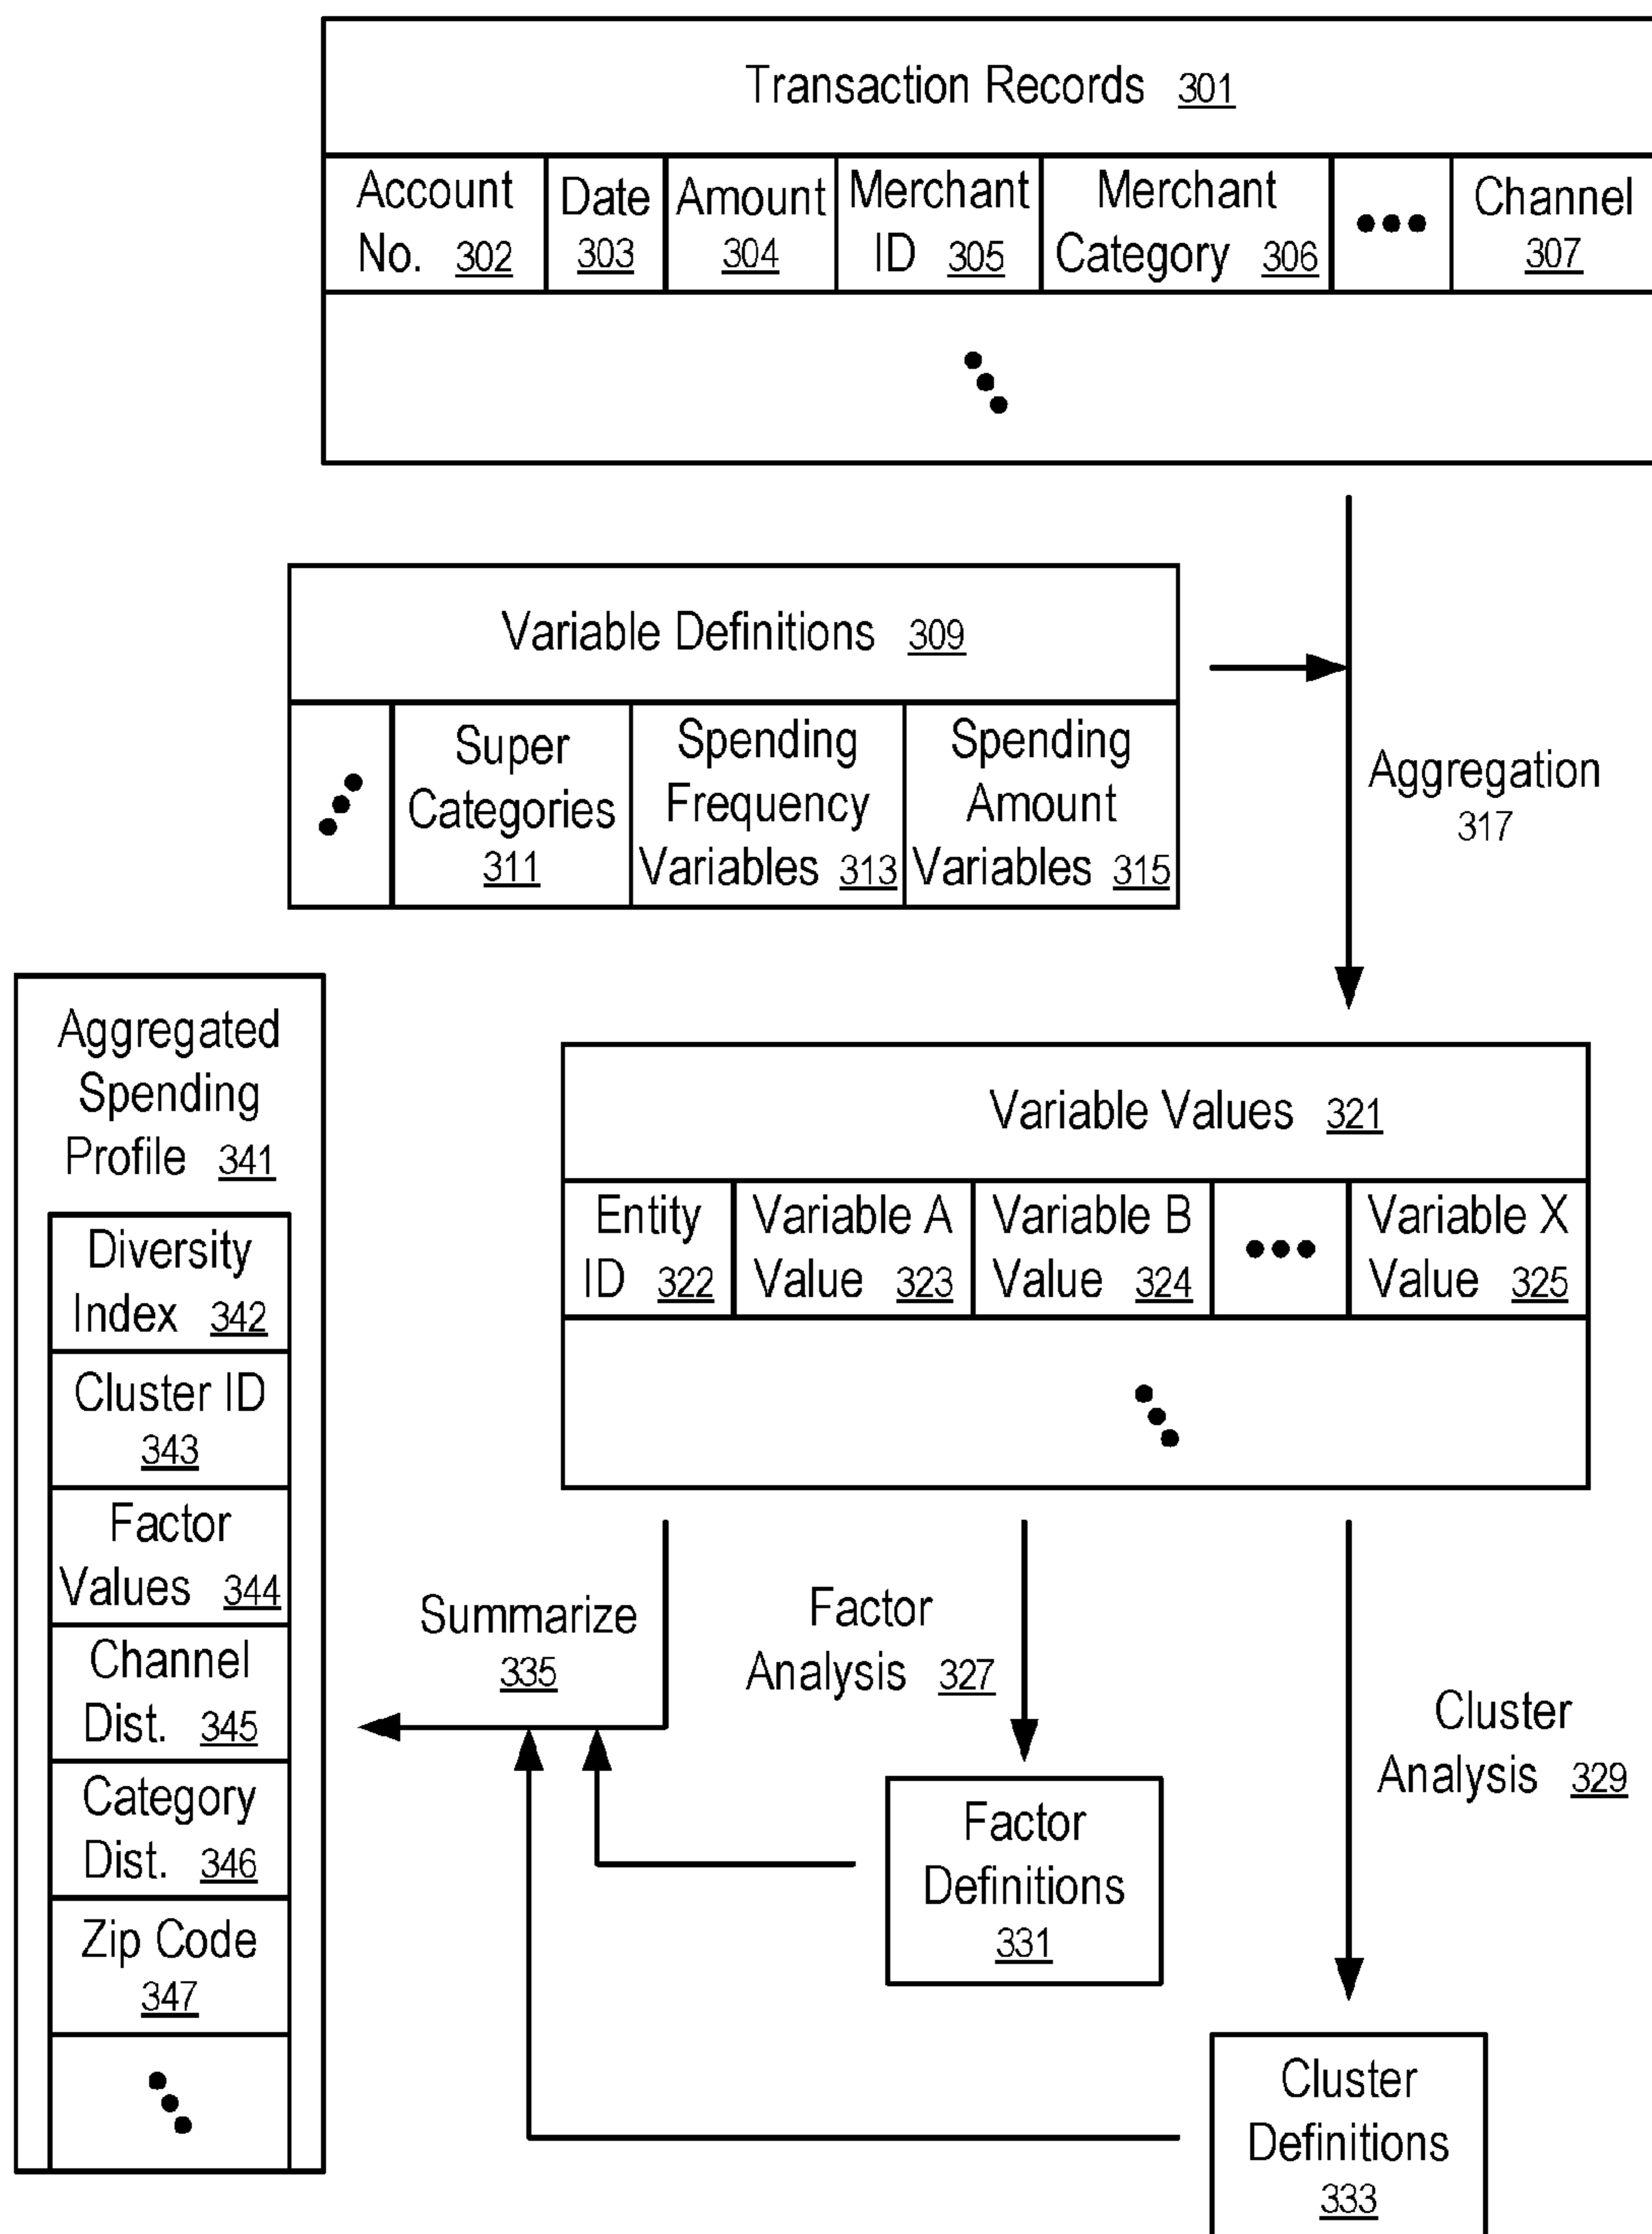 Transaction Records 301
Account
No. 302
Date
303
Amount
304
Merchant
ID 305
Merchant
Category 306
•••
Channel
307
Variable Definitions 309
Super
Categories
311
Spending
Frequency
Variables 313
Spending
Amount
Variables 315
Aggregation
317
Aggregated
Spending
Profile 341
Diversity
Index 342
Cluster ID
343
Factor
Values 344
Channel
Dist. 345
Category
Dist. 346
Zip Code
347
Variable Values 321
Entity
ID 322
Variable A
Value 323
Variable B
Value 324
•••
Variable X
Value 325
Summarize
335
Factor
Analysis 327
Cluster
Analysis 329
Factor
Definitions
331
Cluster
Definitions
333